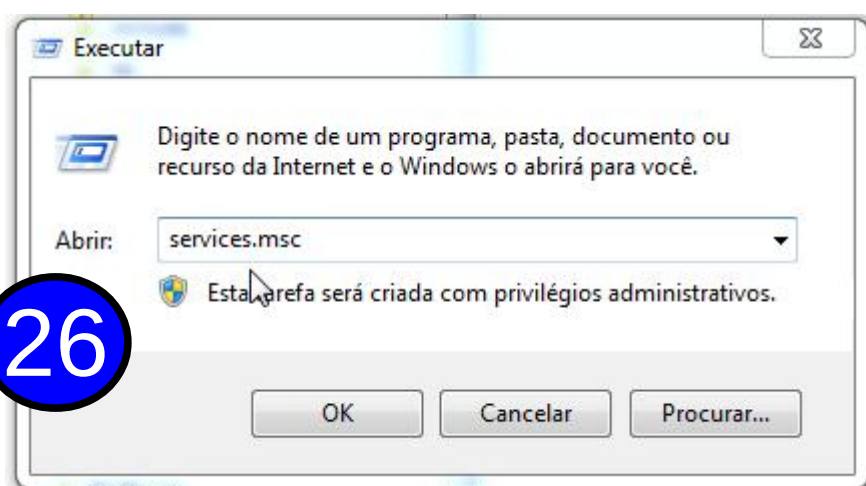 Executar
Digite o nome de um programa, pasta, documento ou
recurso da Internet e o Windows o abrirá para você.
Abrir:
services.msc
Esta tarefa será criada com privilégios administrativos.
26
OK
Cancelar
Procurar...